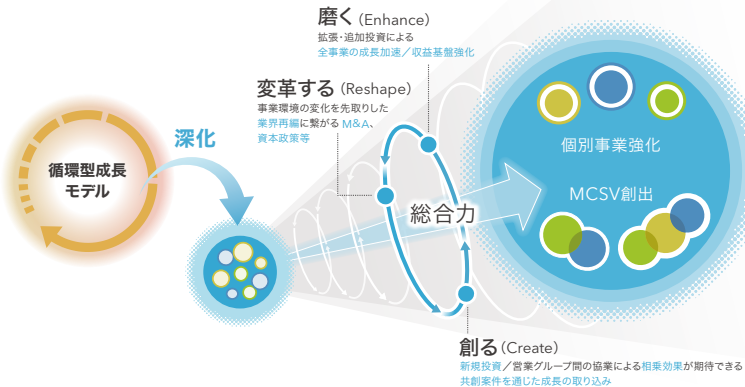 磨く(Enhance)
拡張・追加投資による
全事業の成長加速／収益基盤強化
変革する(Reshape)
事業環境の変化を先取りした
業界再編に繋がるM&A、
資本政策等
循環型成長
モデル
深化
総合力
個別事業強化
MCSV創出
創る(Create)
新規投資／営業グループ間の協業による相乗効果が期待できる
共創案件を通じた成長の取り込み